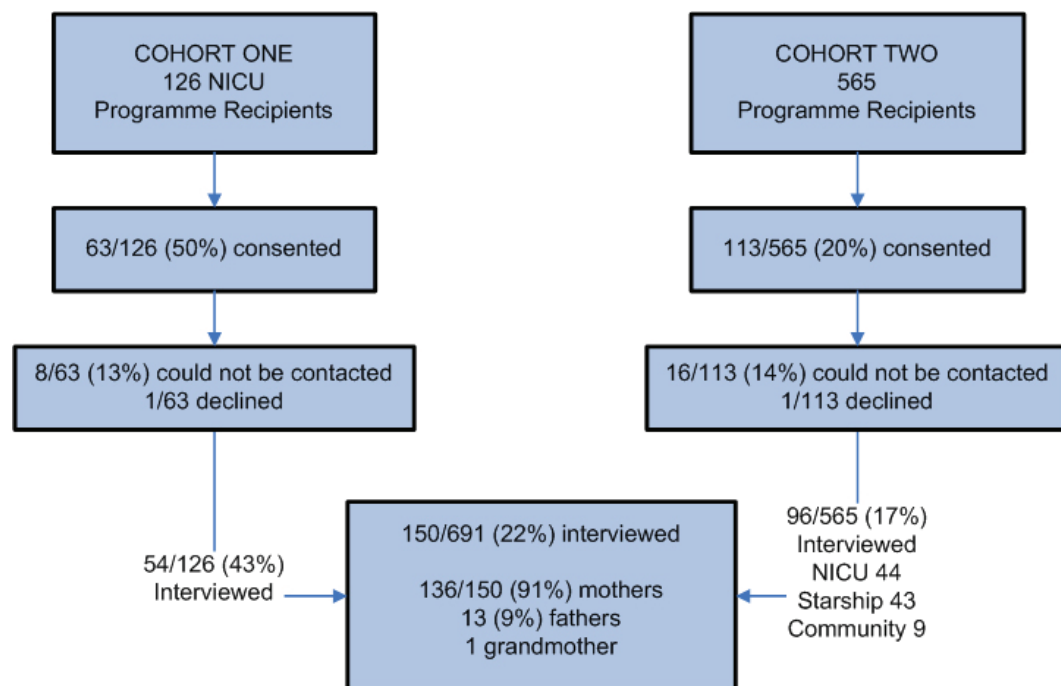 COHORT ONE
126 NICU
Programme Recipients
COHORT TWO
565
Programme Recipients
63/126 (50%) consented
113/565 (20%) consented
8/63 (13%) could not be contacted
1/63 declined
16/113 (14%) could not be contacted
1/113 declined
54/126 (43%)
Interviewed
150/691 (22%) interviewed
136/150 (91%) mothers
13 (9%) fathers
1 grandmother
96/565 (17%)
Interviewed
NICU 44
Starship 43
Community 9